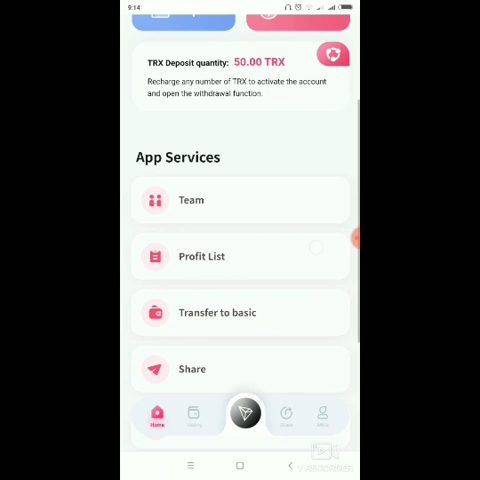 9:14
TRX Deposit quantity: 50.00 TRX
Recharge any number of TRX to activate the account
and open the withdrawal function.
App Services
Team
Profit List
Transfer to basic
Share
Home
Share
Mine